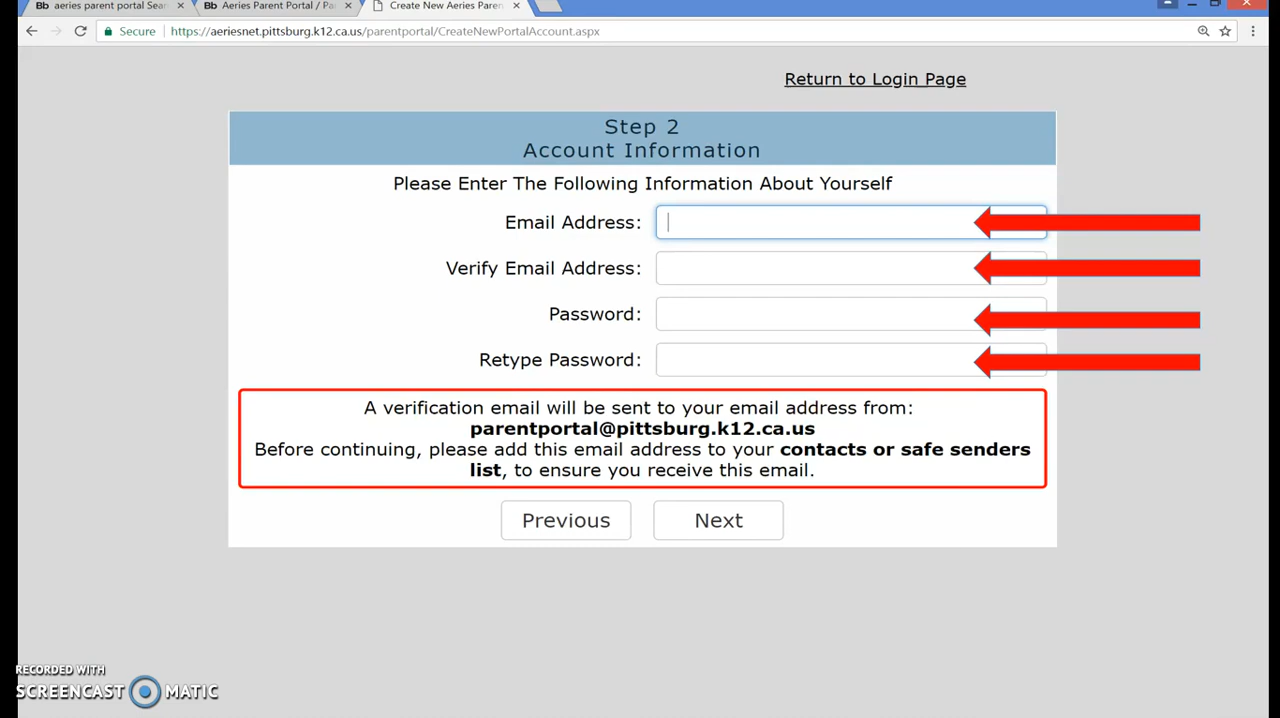 Bb aeries parent portal Sear
Bb Aeries Parent Portal / Pa
Create New Aeries Paren
Secure https://aeriesnet.pittsburg.k12.ca.us/parentportal/CreateNewPortalAccount.aspx
Return to Login Page
Step 2
Account Information
Please Enter The Following Information About Yourself
Email Address:
Verify Email Address:
Password:
Retype Password:
A verification email will be sent to your email address from:
parentportal@pittsburg.k12.ca.us
Before continuing, please add this email address to your contacts or safe senders
list, to ensure you receive this email.
Previous Next
RECORDED WITH
SCREENCAST MATIC